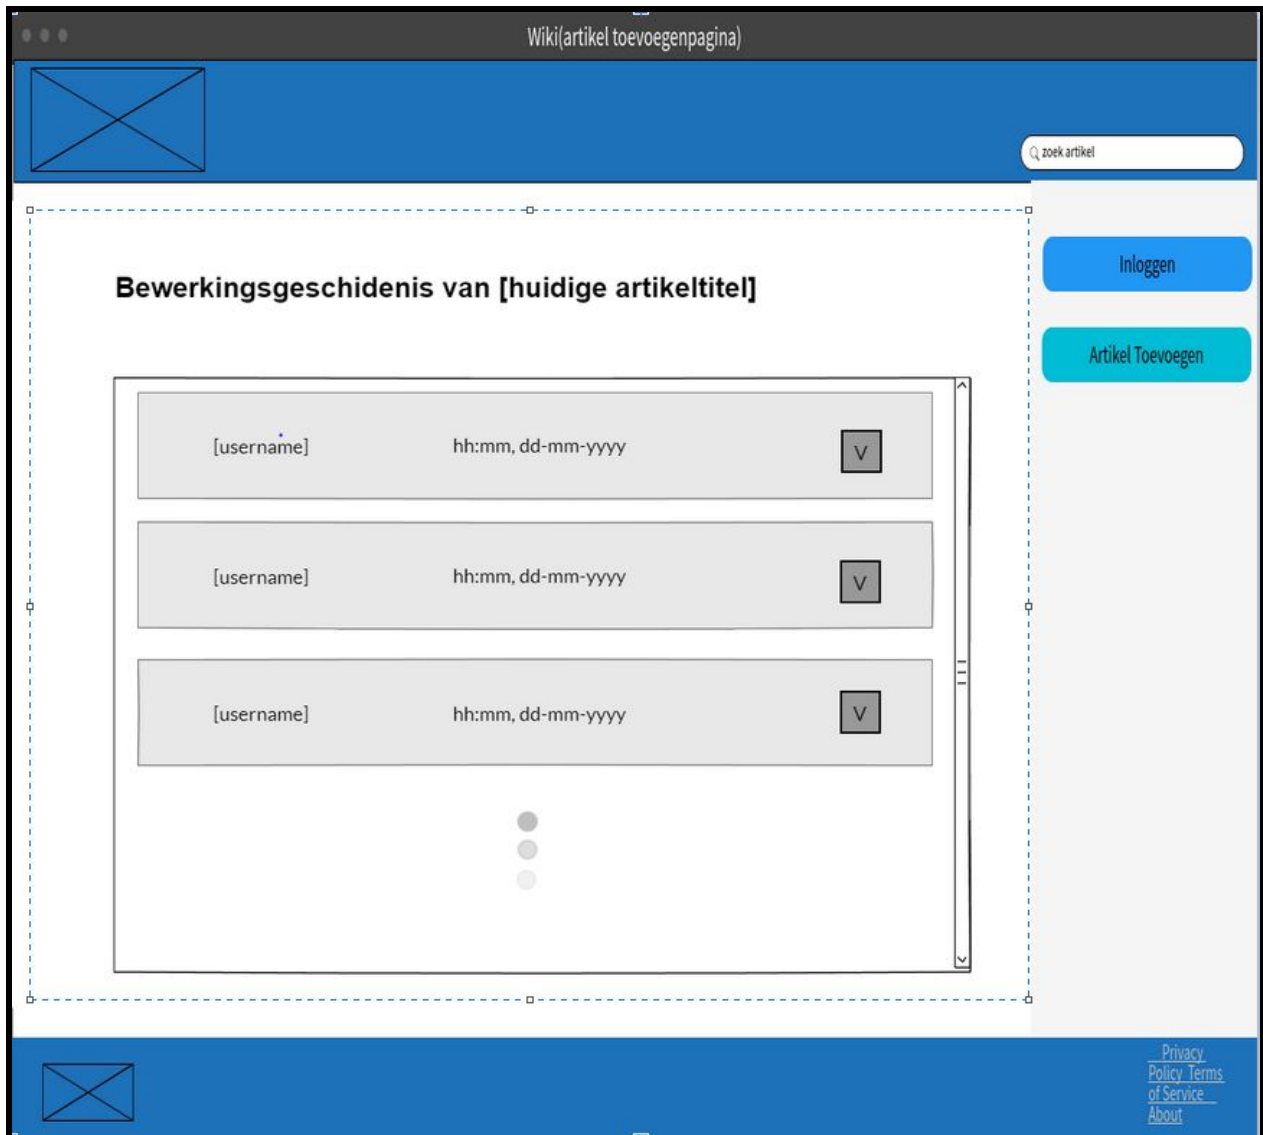 Wiki(artikel toevoegenpagina)
zoek artikel
Inloggen
Bewerkingsgeschidenis van [huidige artikeltitel]
Artikel Toevoegen
[username] hh:mm, dd-mm-yyyy V
[username] hh:mm, dd-mm-yyyy V
[username] hh:mm, dd-mm-yyyy V
Privacy
Policy Terms
of Service
About